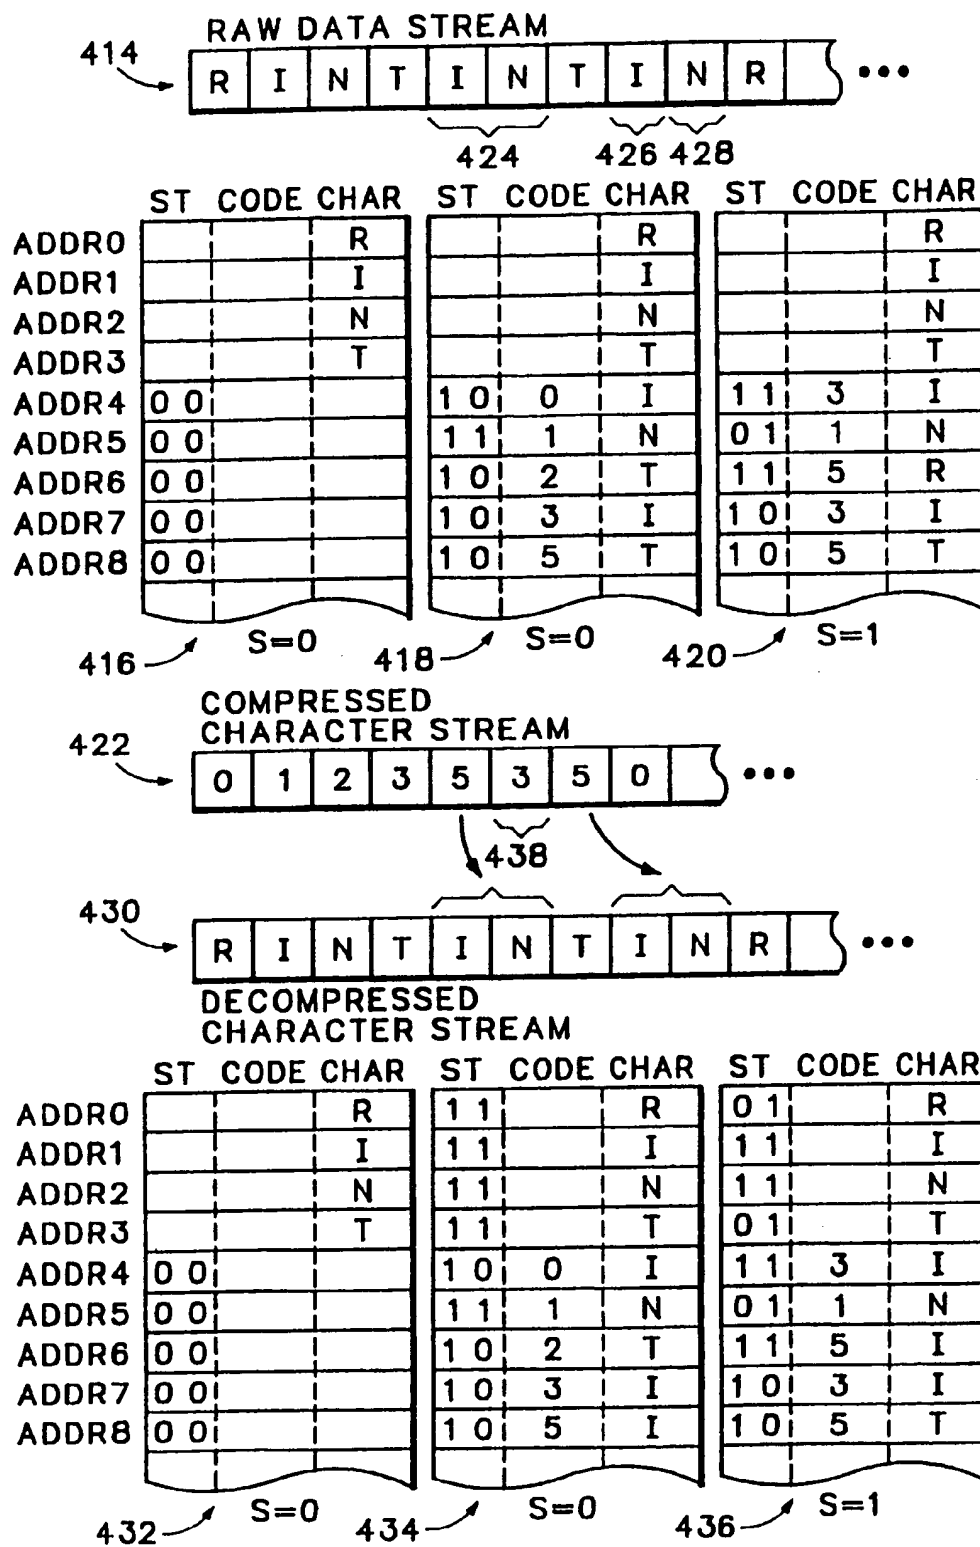 RAW DATA STREAM
414
R I N T I N T I N R •••
424 426 428
ST CODE CHAR ST CODE CHAR ST CODE CHAR
ADDR0 R R R
ADDR1 I I I
ADDR2 N N N
ADDR3 T T T
ADDR4 0 0 1 0 0 I 1 1 3 I
ADDR5 0 0 1 1 1 N 0 1 1 N
ADDR6 0 0 1 0 2 T 1 1 5 R
ADDR7 0 0 1 0 3 I 1 0 3 I
ADDR8 0 0 1 0 5 T 1 0 5 T
416 S=0 418 S=0 420 S=1
COMPRESSED
CHARACTER STREAM
422
0 1 2 3 5 3 5 0 •••
438
430
R I N T I N T I N R •••
DECOMPRESSED
CHARACTER STREAM
ST CODE CHAR ST CODE CHAR ST CODE CHAR
ADDR0 R 1 1 R 0 1 R
ADDR1 I 1 1 I 1 1 I
ADDR2 N 1 1 N 1 1 N
ADDR3 T 1 1 T 0 1 T
ADDR4 0 0 1 0 0 I 1 1 3 I
ADDR5 0 0 1 1 1 N 0 1 1 N
ADDR6 0 0 1 0 2 T 1 1 5 I
ADDR7 0 0 1 0 3 I 1 0 3 I
ADDR8 0 0 1 0 5 I 1 0 5 T
432 S=0 434 S=0 436 S=1